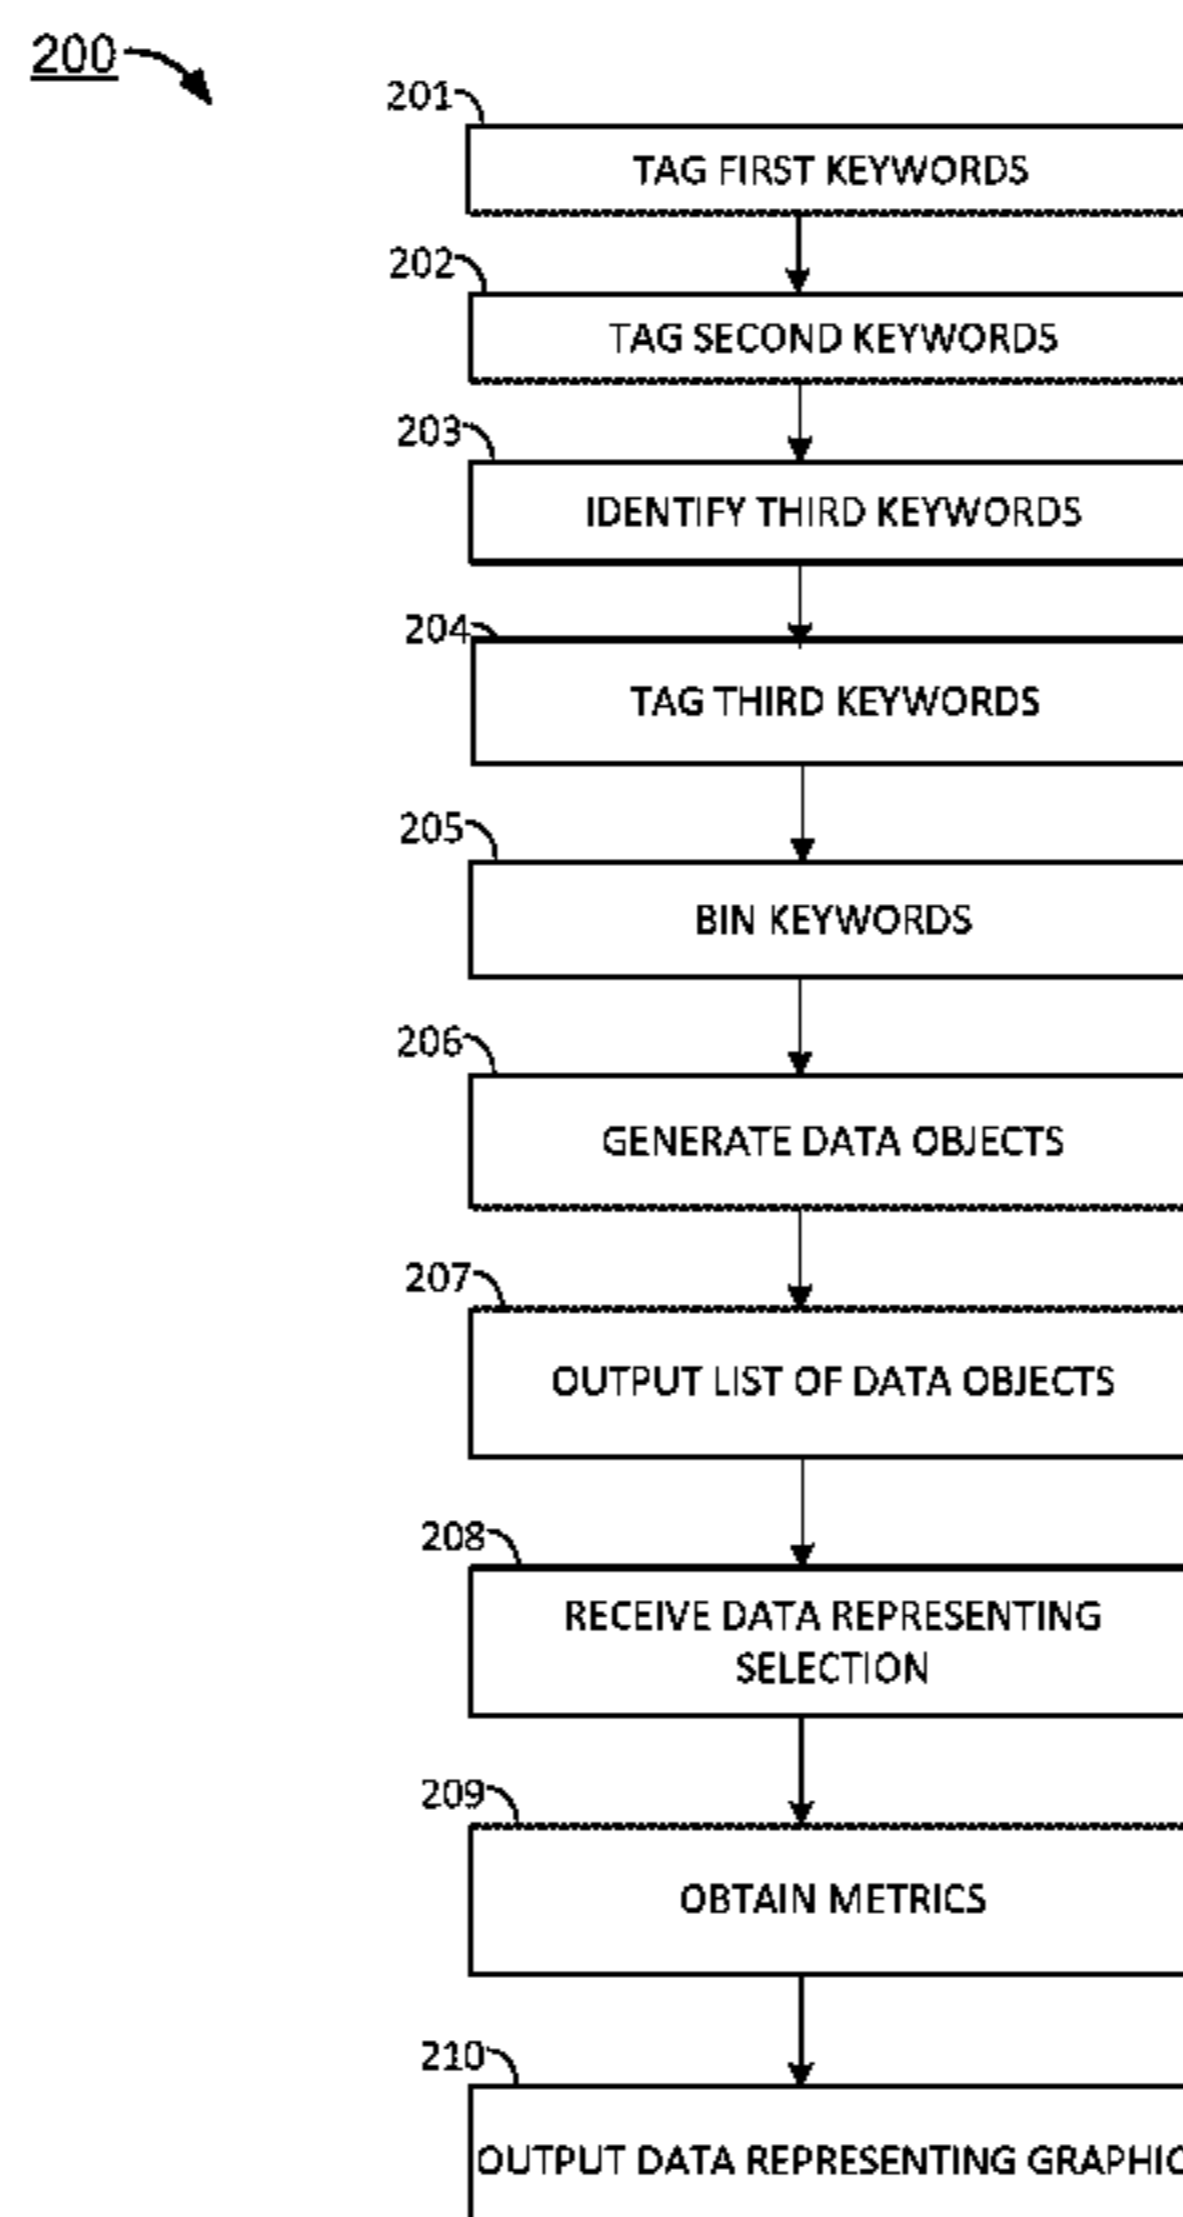 200
201
TAG FIRST KEYWORDS
202
TAG SECOND KEYWORDS
203
IDENTIFY THIRD KEYWORDS
204
TAG THIRD KEYWORDS
205
BIN KEYWORDS
206
GENERATE DATA OBJECTS
207
OUTPUT LIST OF DATA OBJECTS
208
RECEIVE DATA REPRESENTING
SELECTION
209
OBTAIN METRICS
210
OUTPUT DATA REPRESENTING GRAPHIC